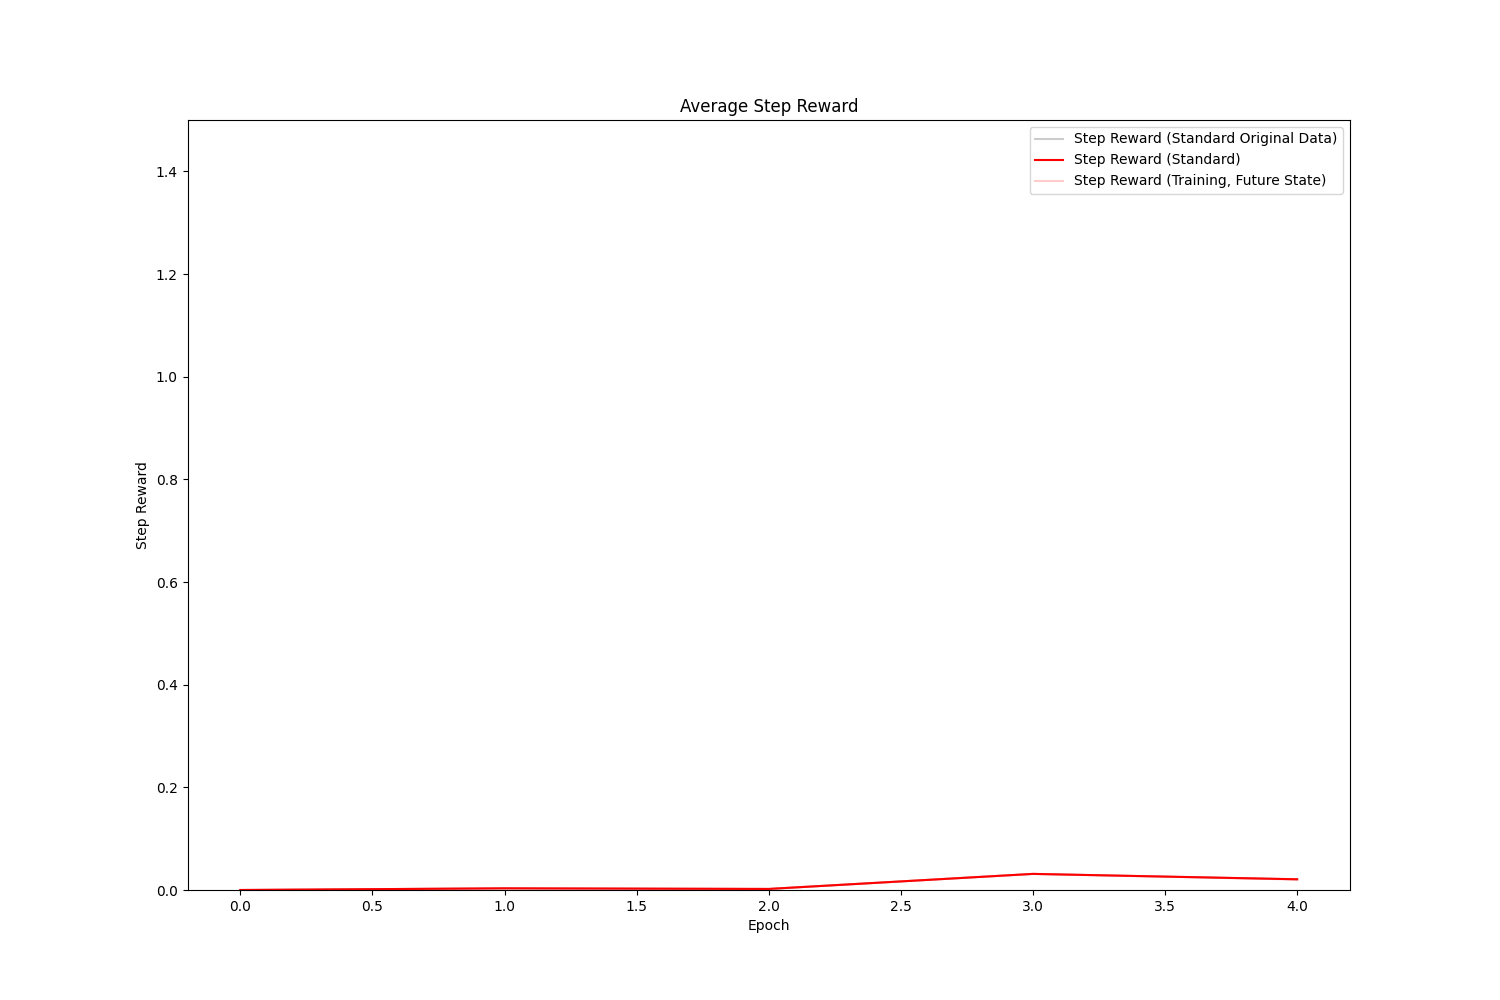 Average Step Reward
Step Reward (Standard Original Data)
Step Reward (Standard)
Step Reward (Training, Future State)
1.4
1.2
1.0
0.8
0.6
0.4
0.2
0.0
Step Reward
0.0 0.5 1.0 1.5 2.0 2.5 3.0 3.5 4.0
Epoch